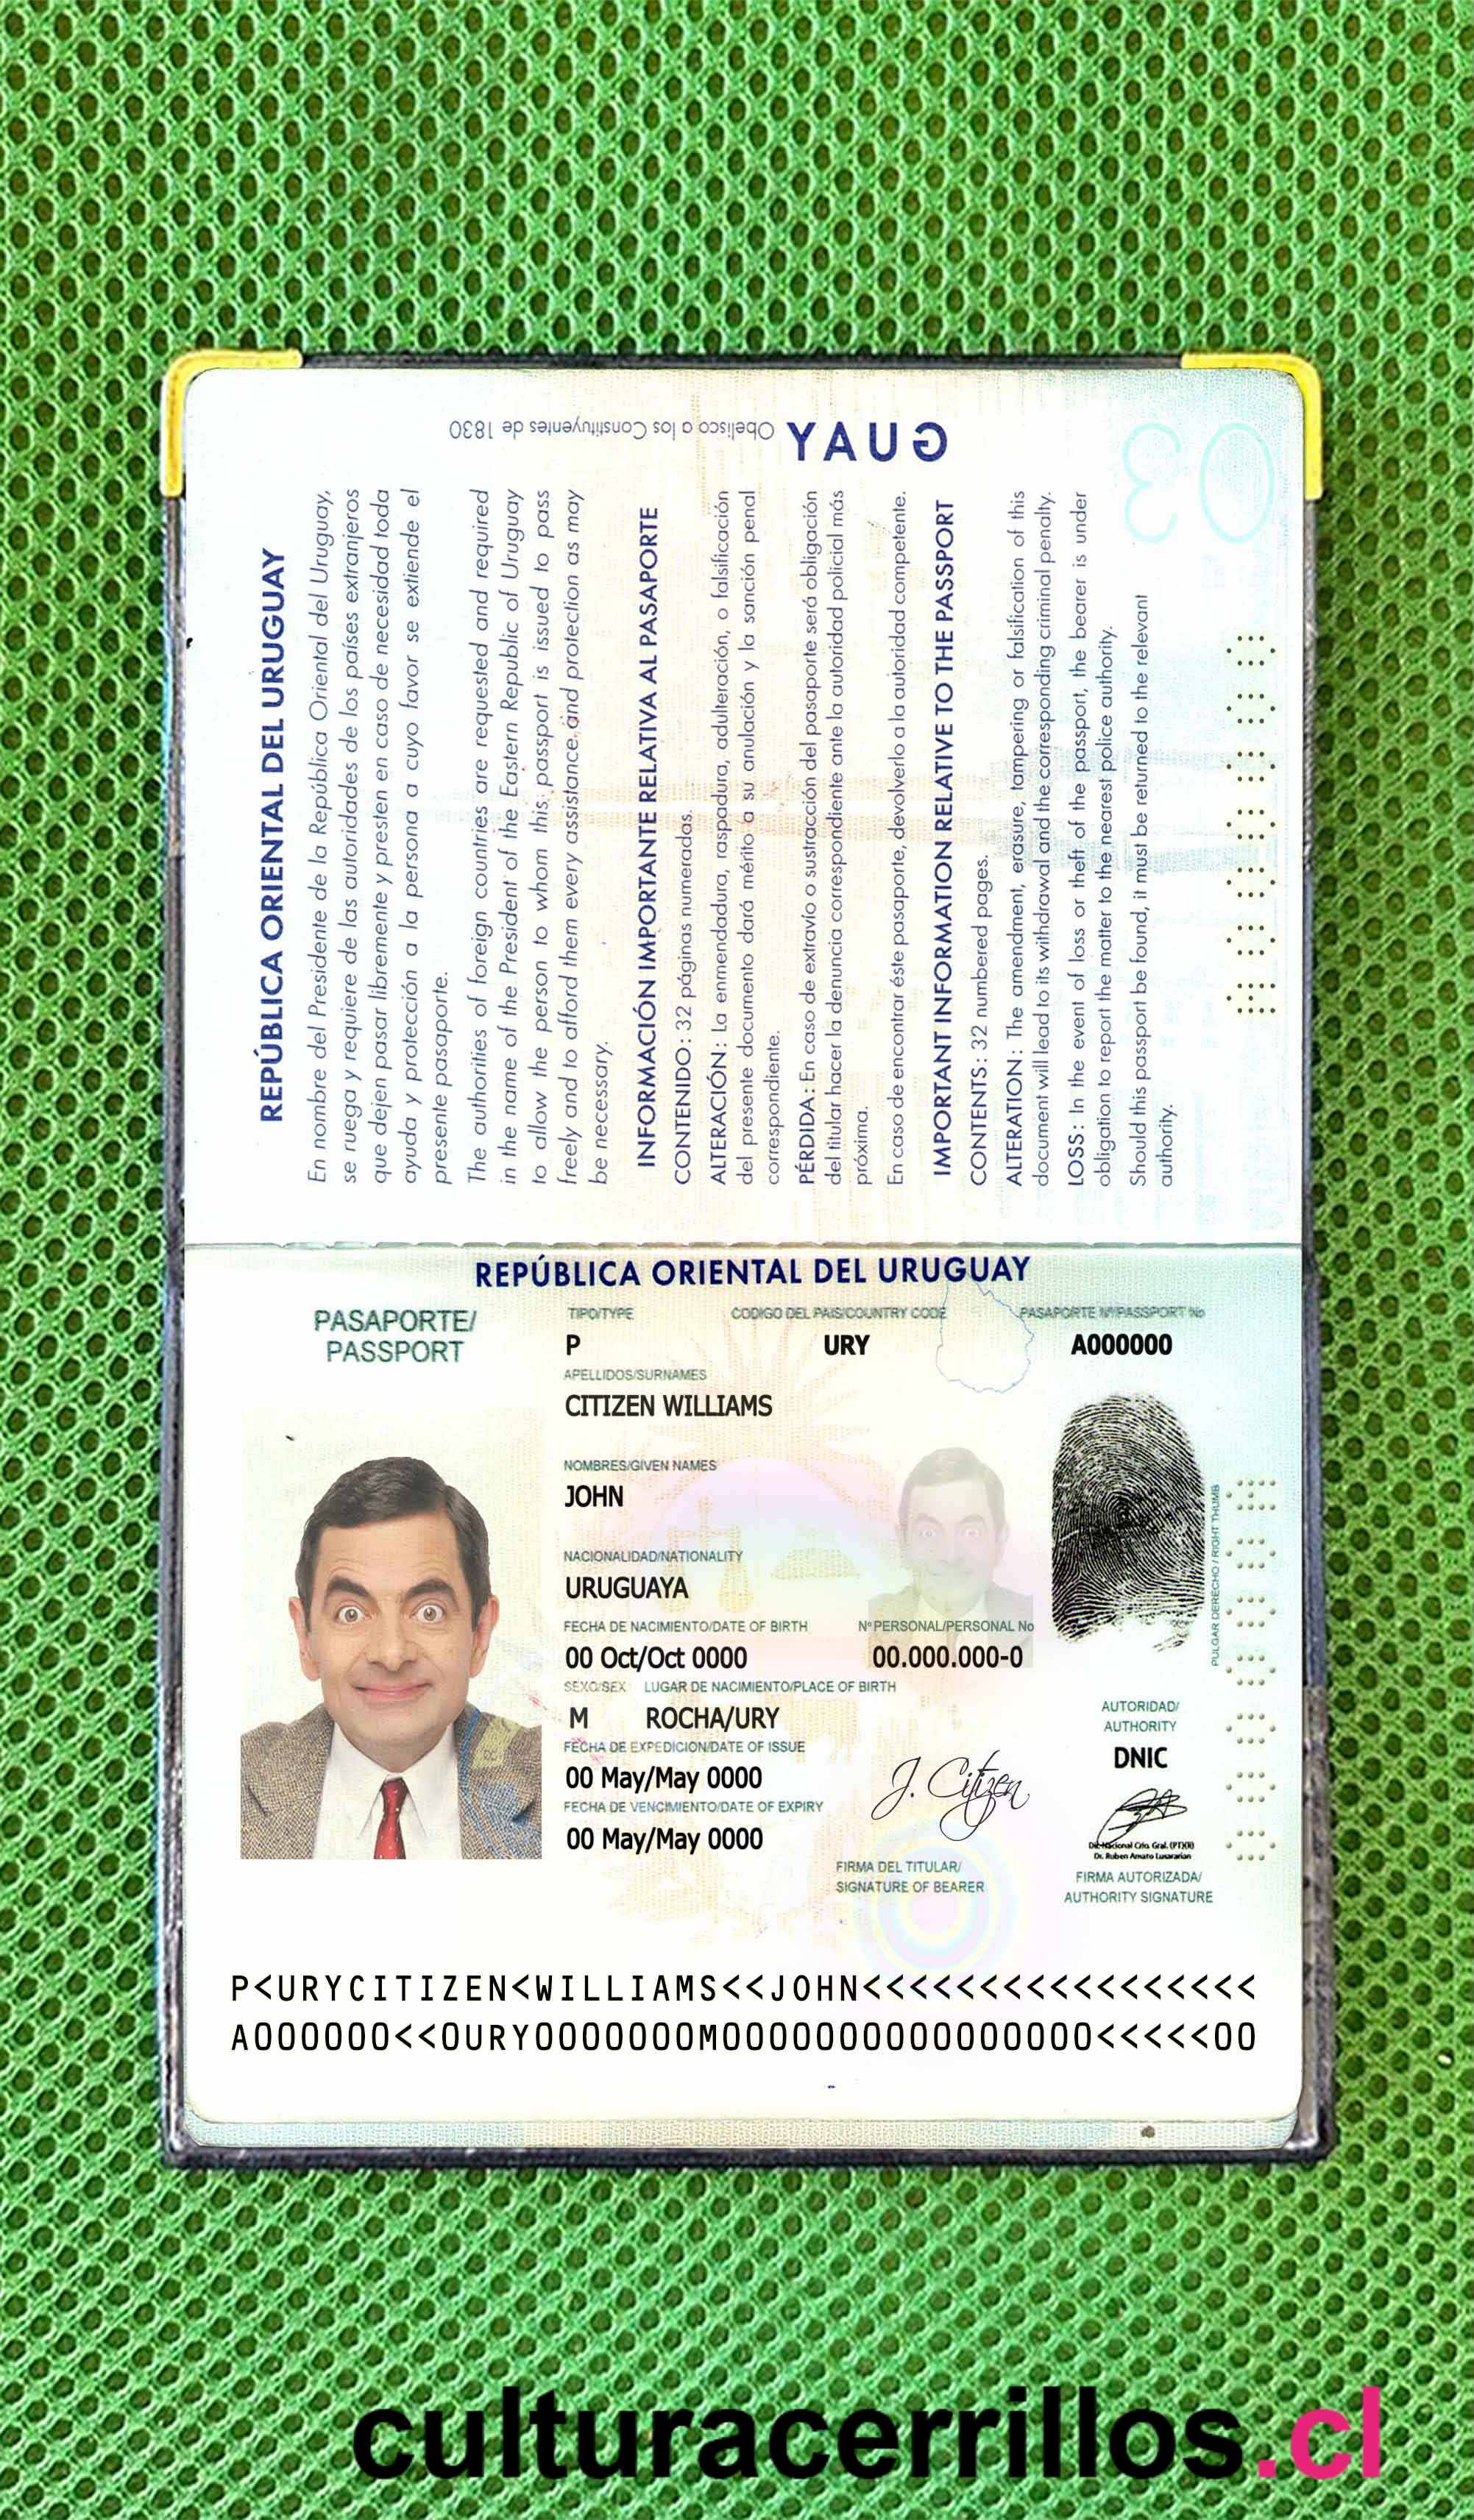 REPÚBLICA ORIENTAL DEL URUGUAY
En nombre del Presidente de la República Oriental del Uruguay,
se ruega y requiere de las autoridades de los países extranjeros
que dejen pasar libremente y presten en caso de necesidad toda
ayuda y protección a la persona a cuyo favor se extiende el
presente pasaporte.
The authorities of foreign countries are requested and required
in the name of the President of the Eastern Republic of Uruguay
to allow the person to whom this passport is issued to pass
freely and to afford them every assistance and protection as may
be necessary.
INFORMACIÓN IMPORTANTE RELATIVA AL PASAPORTE
CONTENIDO: 32 páginas numeradas.
ALTERACIÓN: La enmendadura, raspadura, adulteración, o falsificación
del presente documento dará mérito a su anulación y la sanción penal
correspondiente.
PÉRDIDA: En caso de extravío o sustracción del pasaporte será obligación
del titular hacer la denuncia correspondiente ante la autoridad policial más
próxima.
En caso de encontrar éste pasaporte, devolverlo a la autoridad competente.
IMPORTANT INFORMATION RELATIVE TO THE PASSPORT
CONTENTS: 32 numbered pages.
ALTERATION: The amendment, erasure, tampering or falsification of this
document will lead to its withdrawal and the corresponding criminal penalty.
LOSS: In the event of loss or theft of the passport, the bearer is under
obligation to report the matter to the nearest police authority.
Should this passport be found, it must be returned to the relevant
authority.
Obelisco a los Constituyentes de 1830
GUAY
03
REPÚBLICA ORIENTAL DEL URUGUAY
PASAPORTE/
PASSPORT
TIPO/TYPE CODIGO DEL PAIS/COUNTRY CODE PASAPORTE Nº/PASSPORT No
P URY A000000
APELLIDOS/SURNAMES
CITIZEN WILLIAMS
NOMBRES/GIVEN NAMES
JOHN
NACIONALIDAD/NATIONALITY
URUGUAYA
FECHA DE NACIMIENTO/DATE OF BIRTH Nº PERSONAL/PERSONAL No
00 Oct/Oct 0000 00.000.000-0
SEXO/SEX LUGAR DE NACIMIENTO/PLACE OF BIRTH
M ROCHA/URY
FECHA DE EXPEDICION/DATE OF ISSUE
00 May/May 0000
FECHA DE VENCIMIENTO/DATE OF EXPIRY
00 May/May 0000
J. Citizen
FIRMA DEL TITULAR/
SIGNATURE OF BEARER
PULGAR DERECHO / RIGHT THUMB
AUTORIDAD/
AUTHORITY
DNIC
Dir. Nacional Crio. Gral. (PT)(R)
Dr. Ruben Amato Lusararian
FIRMA AUTORIZADA/
AUTHORITY SIGNATURE
P<URYCITIZEN<WILLIAMS<<JOHN<<<<<<<<<<<<<<<<<
A000000<<0URY0000000M0000000000000000<<<<<00
culturacerrillos.cl